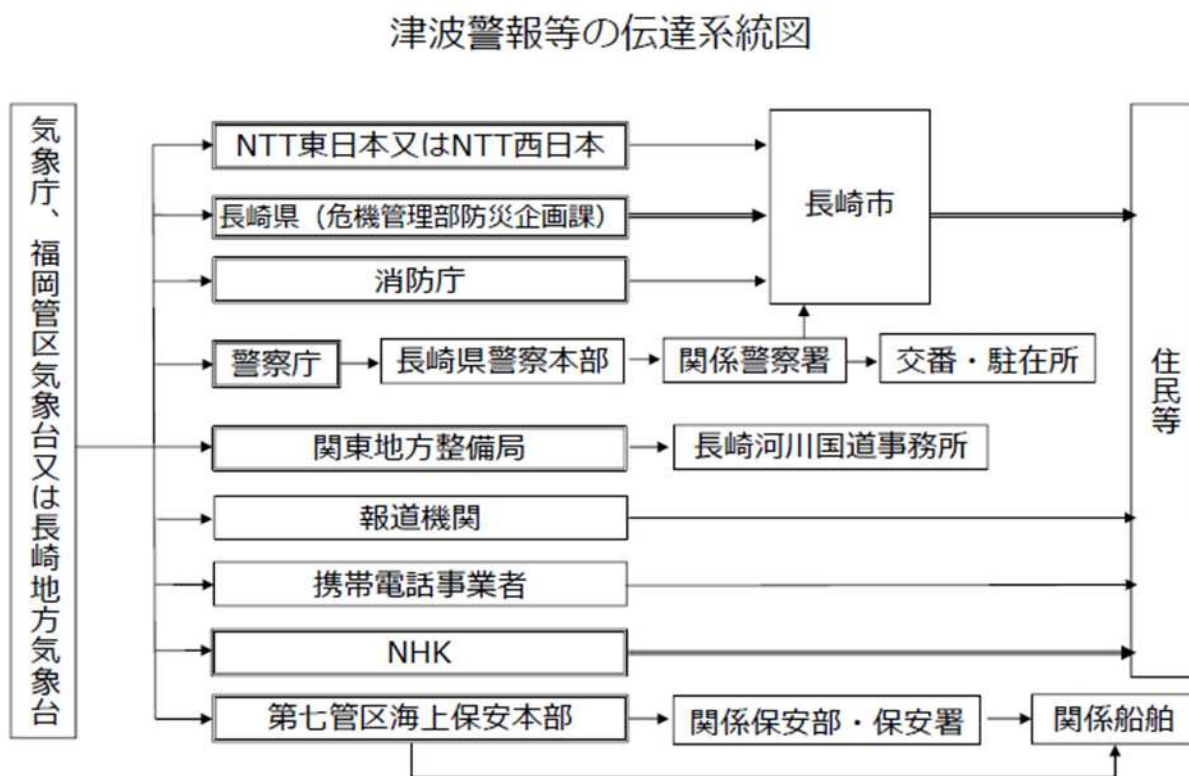 津波警報等の伝達系統図
気象庁、福岡管区気象台又は長崎地方気象台
NTT東日本又はNTT西日本
長崎県（危機管理部防災企画課）
消防庁
長崎市
警察庁
長崎県警察本部
関係警察署
交番・駐在所
関東地方整備局
長崎河川国道事務所
報道機関
携帯電話事業者
NHK
第七管区海上保安本部
関係保安部・保安署
関係船舶
住民等